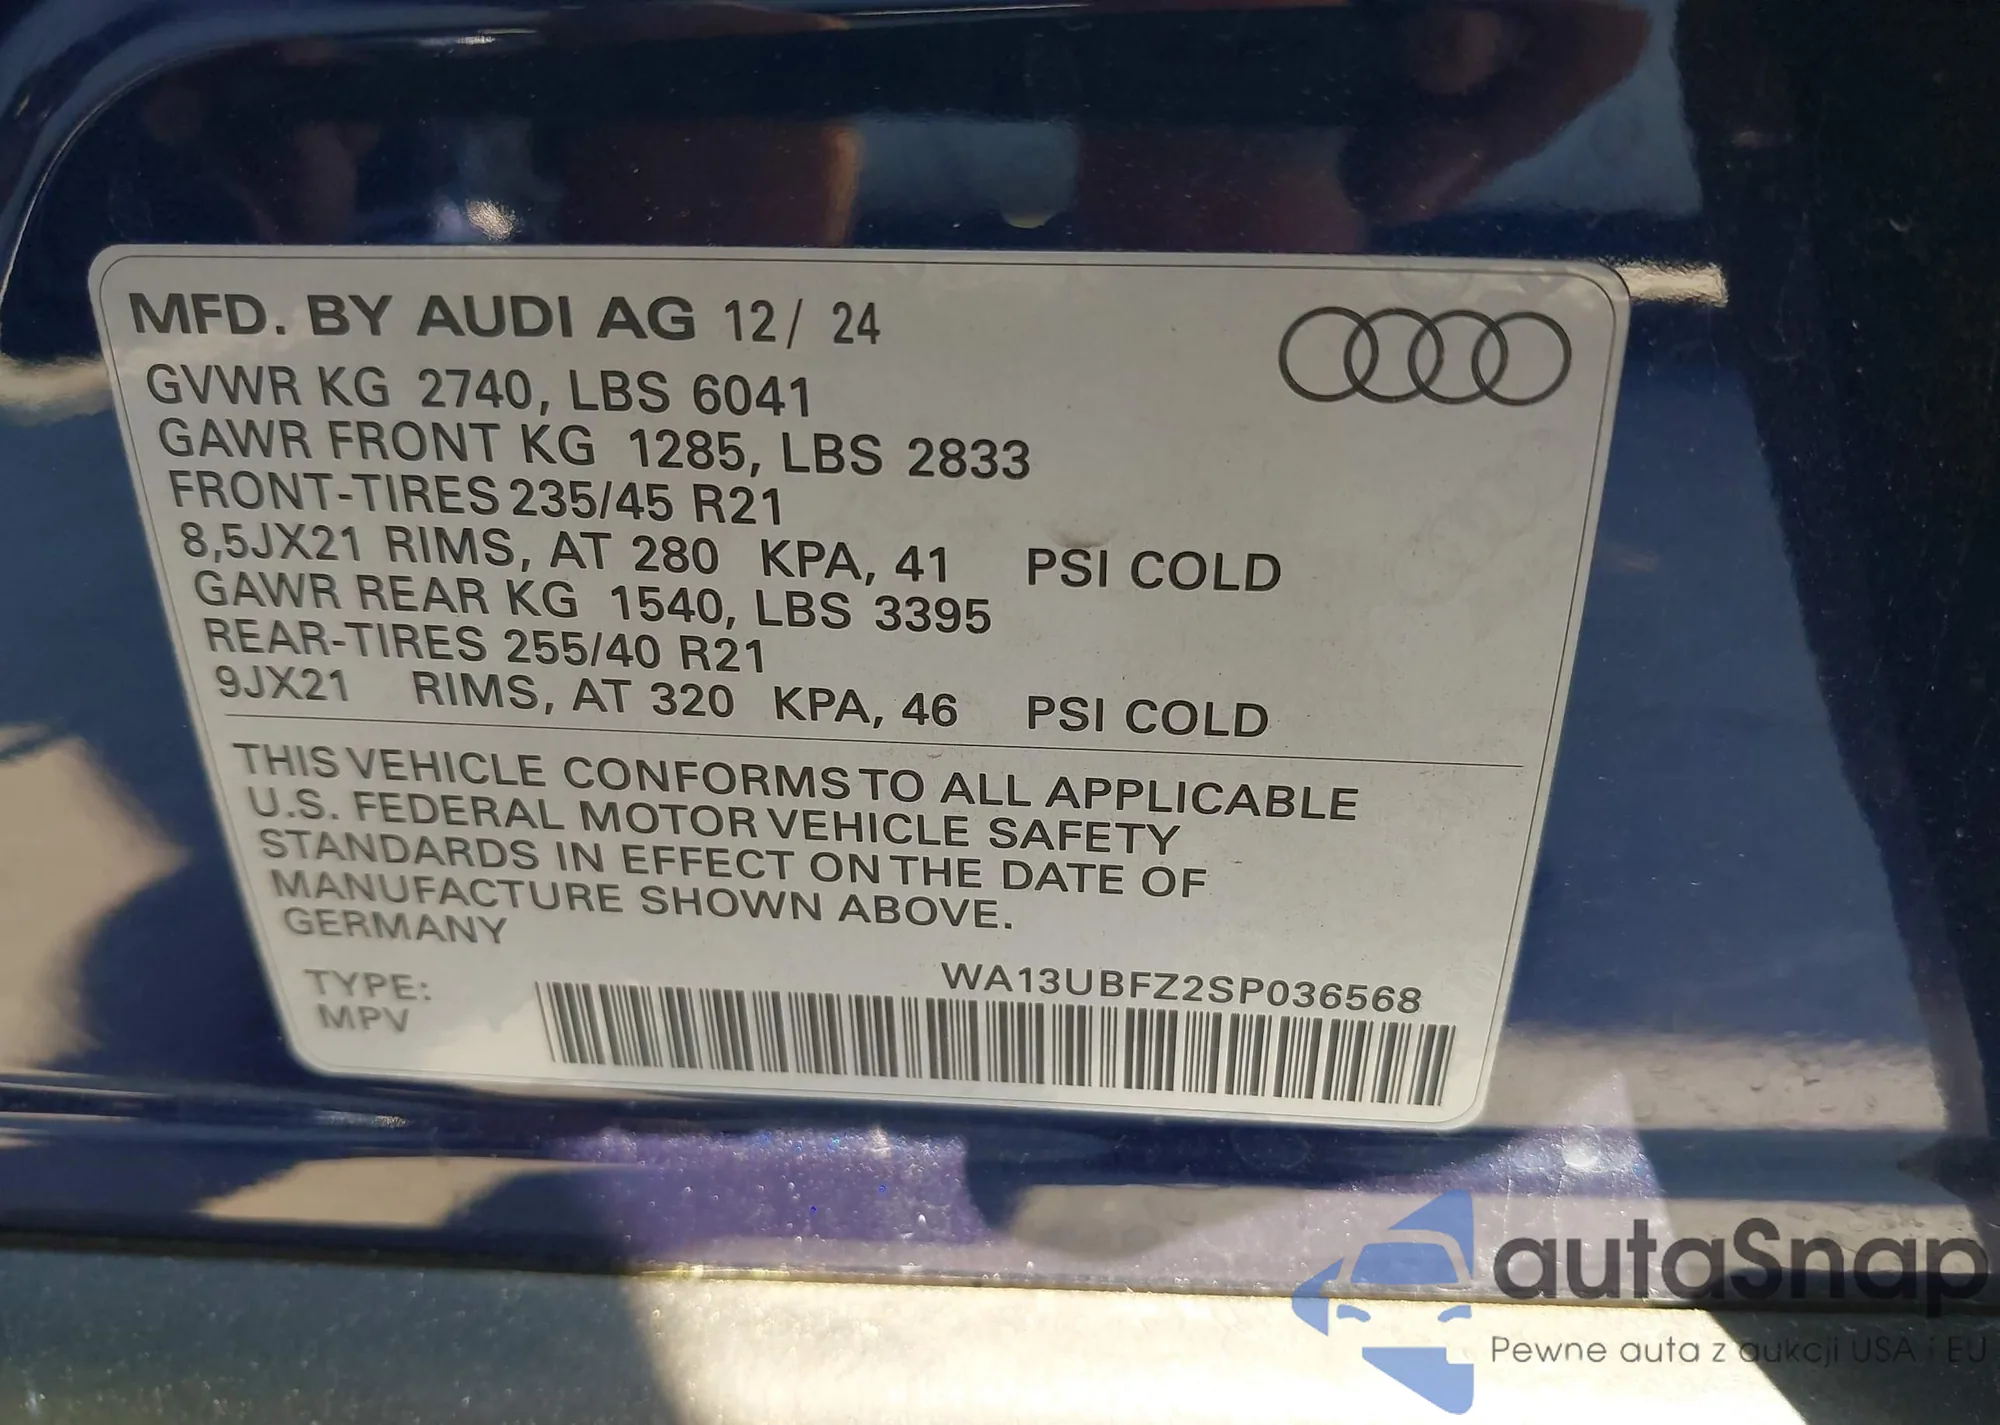 MFD. BY AUDI AG 12/ 24
GVWR KG 2740, LBS 6041
GAWR FRONT KG 1285, LBS 2833
FRONT-TIRES 235/45 R21
8,5JX21 RIMS, AT 280 KPA, 41 PSI COLD
GAWR REAR KG 1540, LBS 3395
REAR-TIRES 255/40 R21
9JX21 RIMS, AT 320 KPA, 46 PSI COLD
THIS VEHICLE CONFORMS TO ALL APPLICABLE
U.S. FEDERAL MOTOR VEHICLE SAFETY
STANDARDS IN EFFECT ON THE DATE OF
MANUFACTURE SHOWN ABOVE.
GERMANY
TYPE:
MPV
WA13UBFZ2SP036568
autaSnap
Pewne auta z aukcji USA i EU